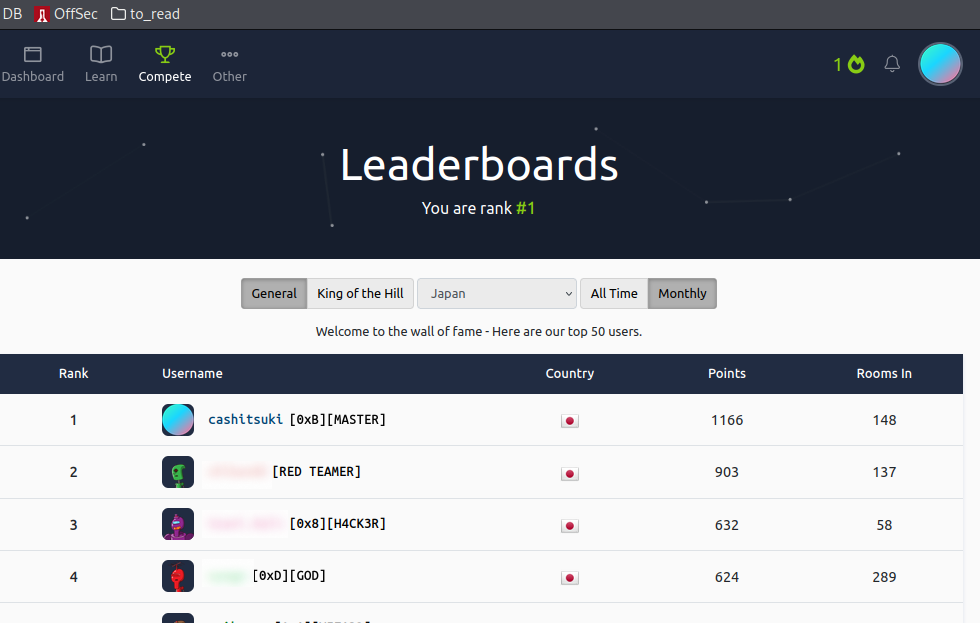 DB OffSec to_read
Dashboard Learn Compete Other 1
Leaderboards
You are rank #1
General King of the Hill Japan All Time Monthly
Welcome to the wall of fame - Here are our top 50 users.
Rank Username Country Points Rooms In
1 cashitsuki [0xB][MASTER] 1166 148
2 [RED TEAMER] 903 137
3 [0x8][H4CK3R] 632 58
4 [0xD][GOD] 624 289